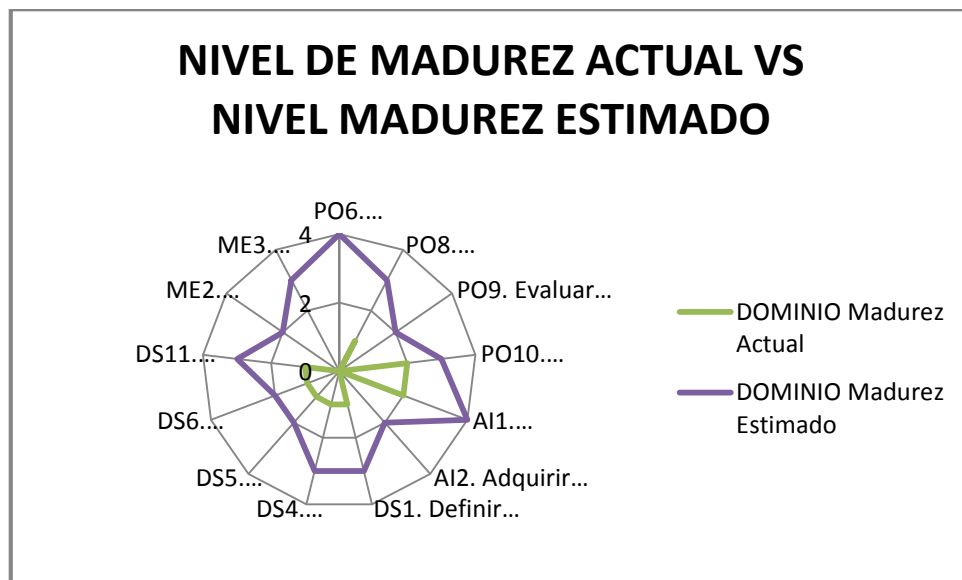 NIVEL DE MADUREZ ACTUAL VS
NIVEL MADUREZ ESTIMADO
PO6....
4
ME3....
PO8....
ME2....
2
PO9. Evaluar...
DS11....
0
PO10....
DS6....
AI1....
DS5....
AI2. Adquirir...
DS4....
DS1. Definir...
DOMINIO Madurez
Actual
DOMINIO Madurez
Estimado